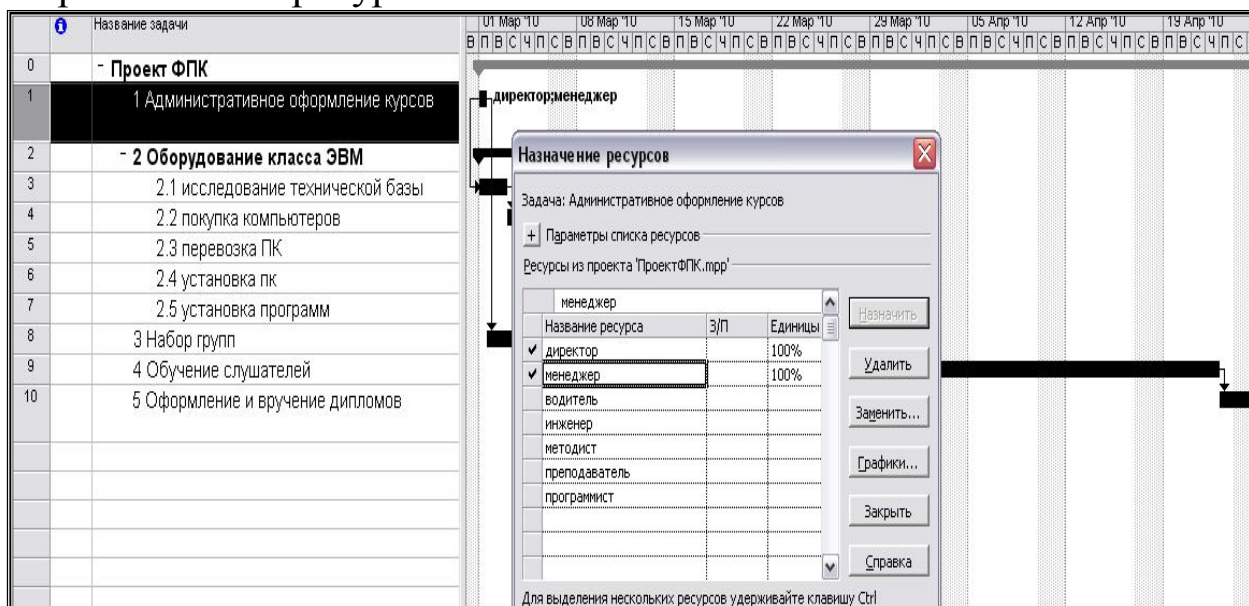 Название задачи
01 Мар '10 08 Мар '10 15 Мар '10 22 Мар '10 29 Мар '10 05 Апр '10 12 Апр '10 19 Апр '10
В П В С Ч П С В П В С Ч П С В П В С Ч П С В П В С Ч П С В П В С Ч П С В П В С Ч П С В П В С Ч П С В П В С Ч П С
0 - Проект ФПК
1 1 Административное оформление курсов
директор;менеджер
2 - 2 Оборудование класса ЭВМ
3 2.1 исследование технической базы
4 2.2 покупка компьютеров
5 2.3 перевозка ПК
6 2.4 установка пк
7 2.5 установка программ
8 3 Набор групп
9 4 Обучение слушателей
10 5 Оформление и вручение дипломов
Назначение ресурсов
Задача: Административное оформление курсов
+ Параметры списка ресурсов
Ресурсы из проекта 'ПроектФПК.mpp'
менеджер
Название ресурса З/П Единицы
директор 100%
менеджер 100%
водитель
инженер
методист
преподаватель
программист
Назначить
Удалить
Заменить...
Графики...
Закрыть
Справка
Для выделения нескольких ресурсов удерживайте клавишу Ctrl